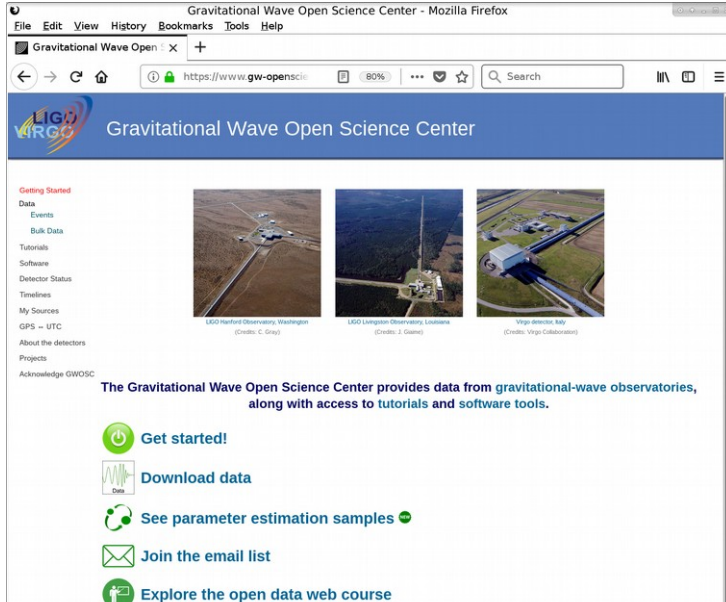 Gravitational Wave Open Science Center - Mozilla Firefox
File Edit View History Bookmarks Tools Help
Gravitational Wave Open S
https://www.gw-openscie
80%
Search
LIGO
VIRGO
Gravitational Wave Open Science Center
Getting Started
Data
Events
Bulk Data
Tutorials
Software
Detector Status
Timelines
My Sources
GPS ↔ UTC
About the detectors
Projects
Acknowledge GWOSC
LIGO Hanford Observatory, Washington
(Credits: C. Gray)
LIGO Livingston Observatory, Louisiana
(Credits: J. Giaime)
Virgo detector, Italy
(Credits: Virgo Collaboration)
The Gravitational Wave Open Science Center provides data from gravitational-wave observatories,
along with access to tutorials and software tools.
Get started!
Data
Download data
See parameter estimation samples NEW
Join the email list
Explore the open data web course